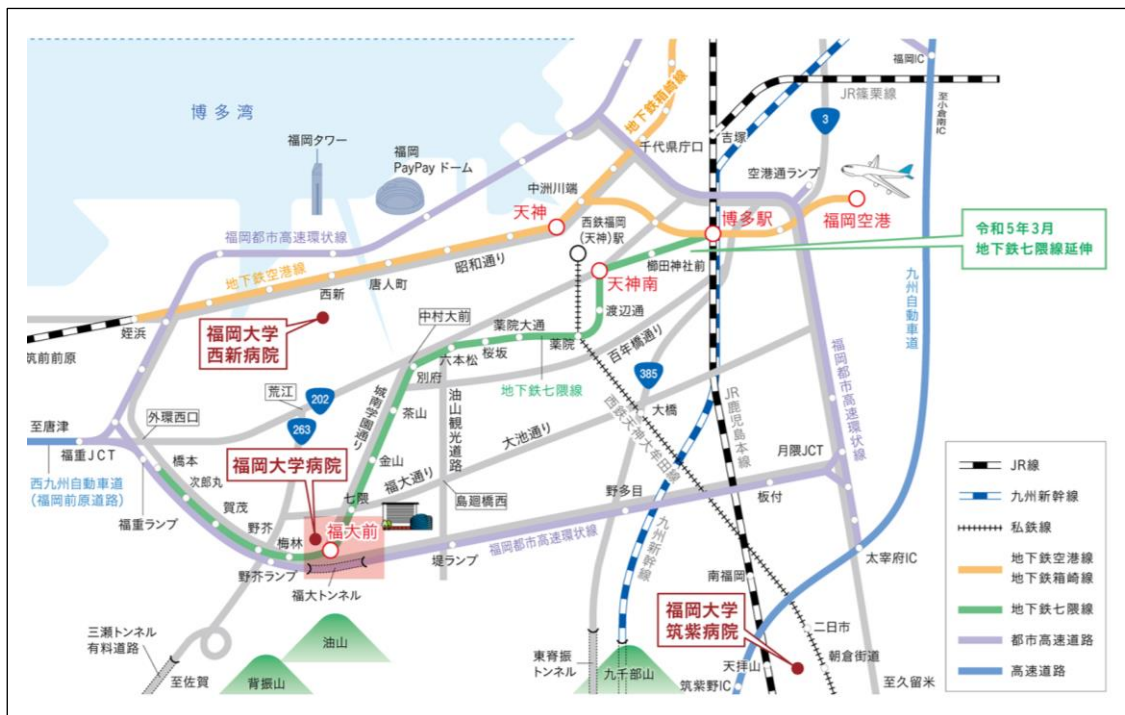 福岡IC
JR篠栗線
至小倉南IC
博多湾
地下鉄箱崎線
3
福岡タワー
福岡
PayPay ドーム
千代県庁口
吉塚
空港通ランプ
中洲川端
天神
西鉄福岡
(天神)駅
博多駅
福岡空港
令和5年3月
地下鉄七隈線延伸
福岡都市高速環状線
昭和通り
櫛田神社前
地下鉄空港線
唐人町
天神南
九州自動車道
西新
姪浜
中村大前
薬院大通
渡辺通
福岡大学
西新病院
筑前前原
六本松
桜坂
薬院
百年橋通り
別府
地下鉄七隈線
385
福岡都市高速環状線
荒江
202
城南学園通り
茶山
油山観光道路
大橋
JR鹿児島本線
至唐津
外環西口
263
大池通り
西鉄天神大牟田線
福重JCT
橋本
福岡大学病院
金山
月隈JCT
西九州自動車道
(福岡前原道路)
次郎丸
福大通り
JR線
賀茂
七隈
島廻橋西
野多目
板付
九州新幹線
福重ランプ
野芥
福大前
私鉄線
梅林
福岡都市高速環状線
九州新幹線
野芥ランプ
堤ランプ
太宰府IC
地下鉄空港線
地下鉄箱崎線
福大トンネル
南福岡
地下鉄七隈線
福岡大学
筑紫病院
三瀬トンネル
有料道路
油山
二日市
都市高速道路
東脊振
トンネル
天拝山
朝倉街道
至佐賀
背振山
九千部山
筑紫野IC
至久留米
高速道路